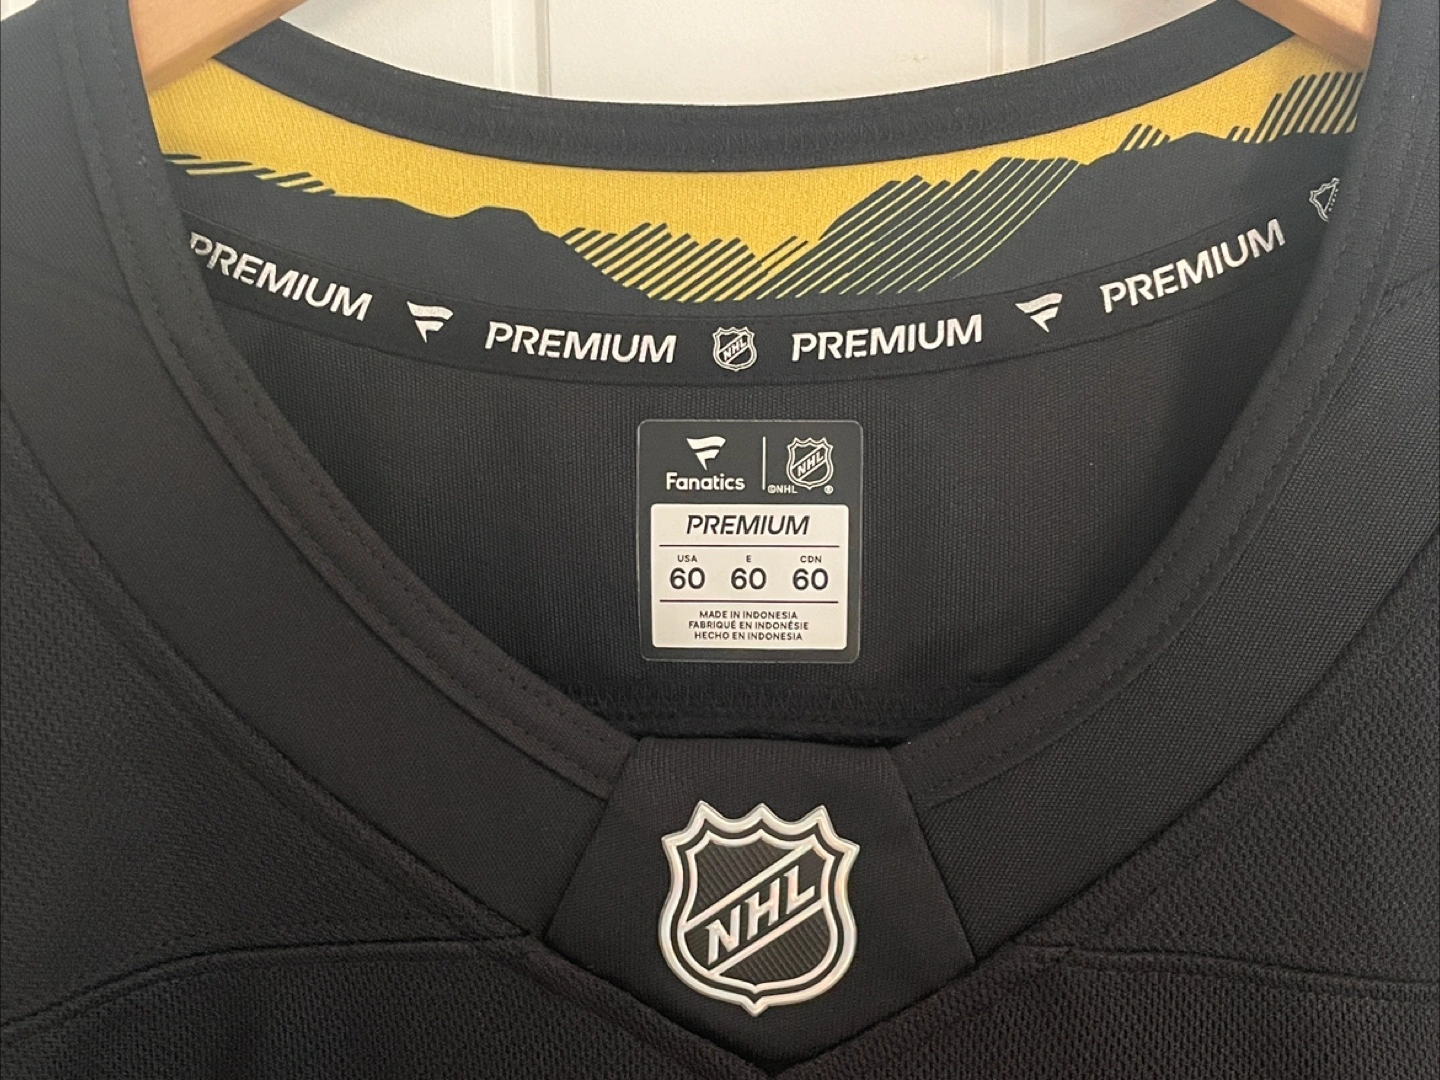 PREMIUM PREMIUM NHL PREMIUM PREMIUM
Fanatics
NHL
©NHL ®
PREMIUM
USA E CDN
60 60 60
MADE IN INDONESIA
FABRIQUÉ EN INDONÉSIE
HECHO EN INDONESIA
NHL